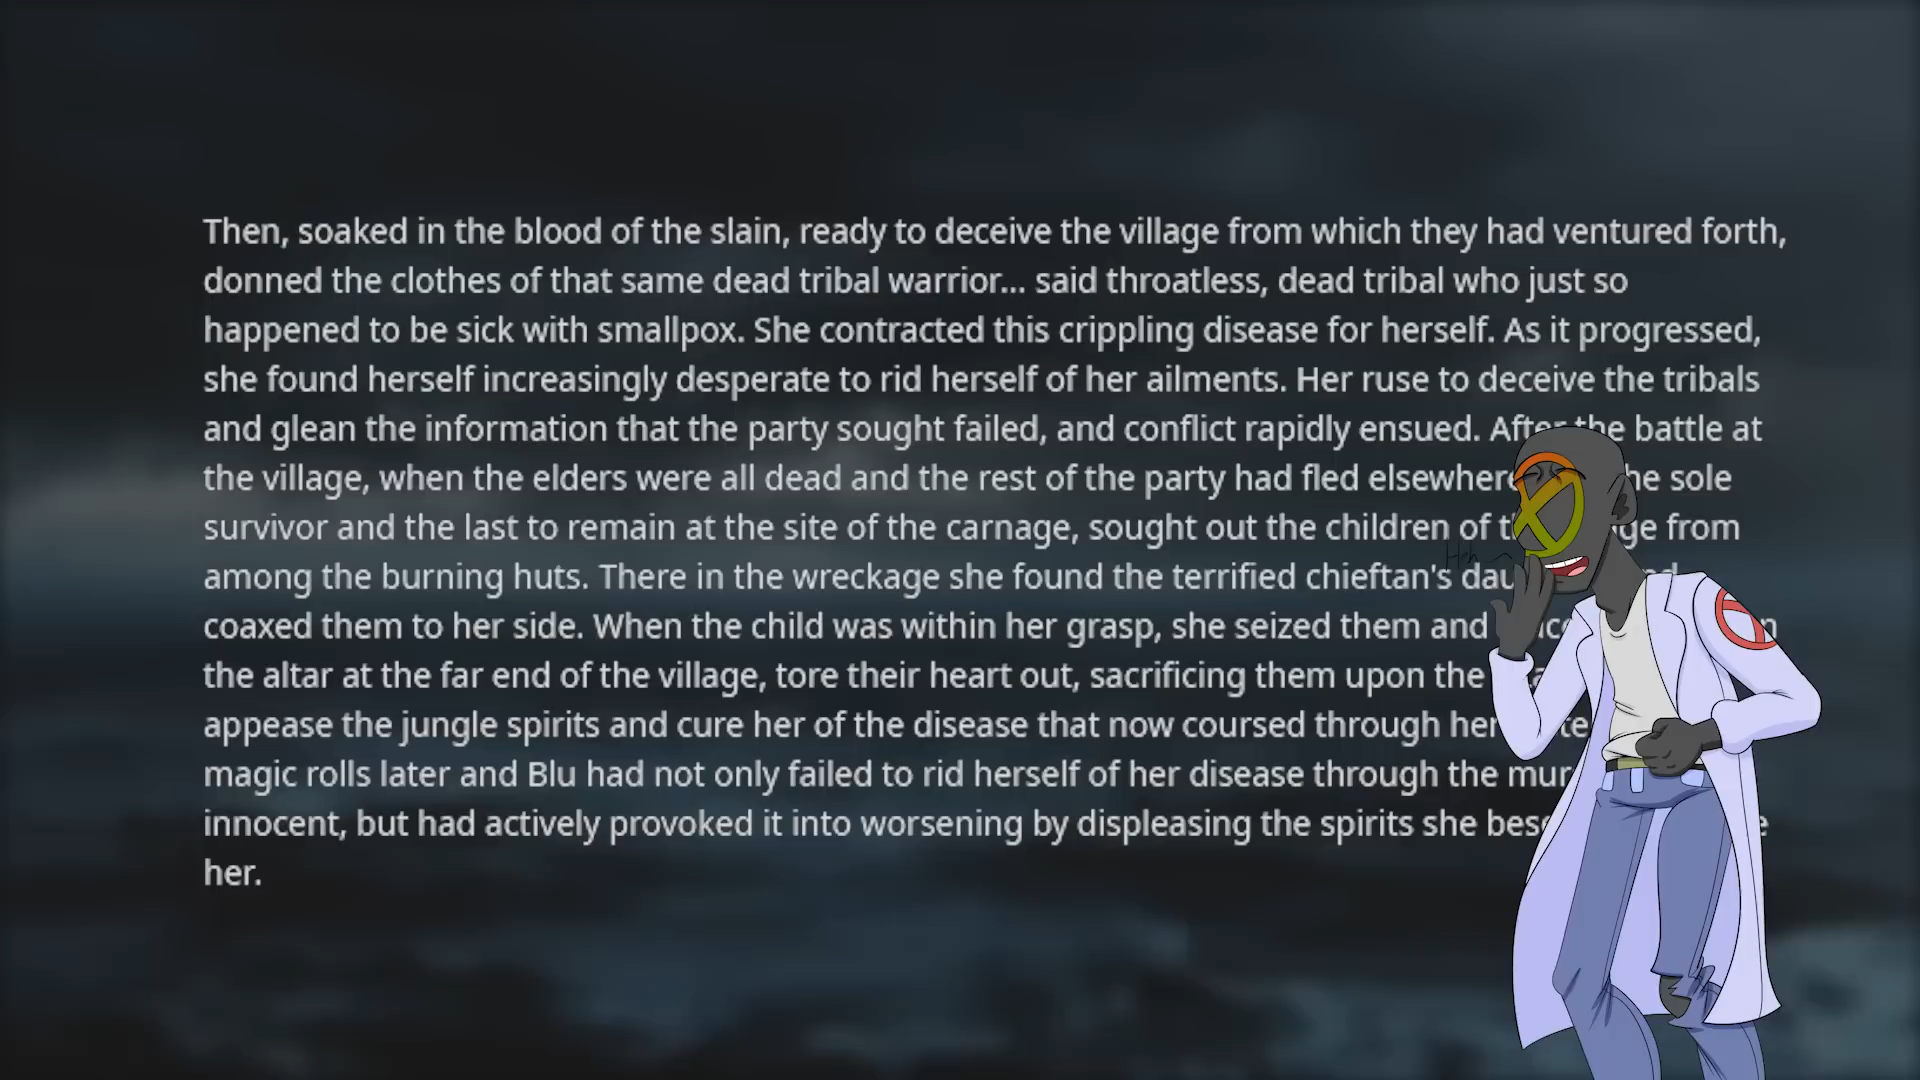 Then, soaked in the blood of the slain, ready to deceive the village from which they had ventured forth,
donned the clothes of that same dead tribal warrior... said throatless, dead tribal who just so
happened to be sick with smallpox. She contracted this crippling disease for herself. As it progressed,
she found herself increasingly desperate to rid herself of her ailments. Her ruse to deceive the tribals
and glean the information that the party sought failed, and conflict rapidly ensued. After the battle at
the village, when the elders were all dead and the rest of the party had fled elsewhere sole
survivor and the last to remain at the site of the carnage, sought out the children of from
among the burning huts. There in the wreckage she found the terrified chieftan's
coaxed them to her side. When the child was within her grasp, she seized them and
the altar at the far end of the village, tore their heart out, sacrificing them upon the
appease the jungle spirits and cure her of the disease that now coursed through her
magic rolls later and Blu had not only failed to rid herself of her disease through the
innocent, but had actively provoked it into worsening by displeasing the spirits she
her.
Heh